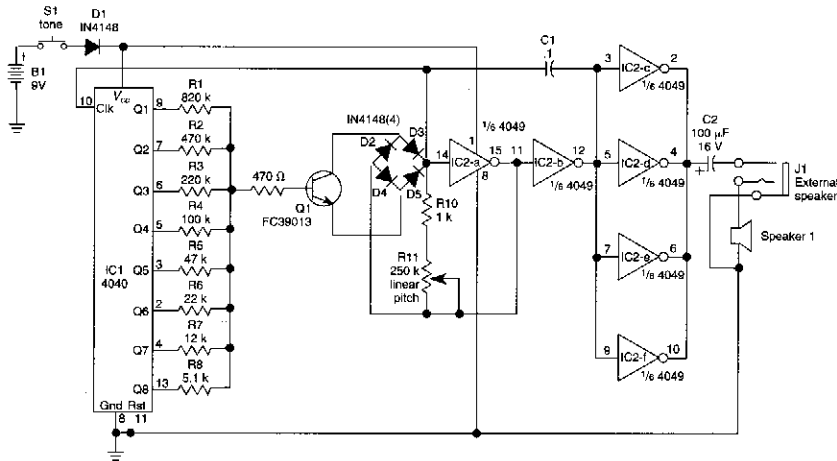 S1
tone
D1
IN4148
B1
9V
10
Clk
VDD
Q1
9
R1
820 k
Q2
7
R2
470 k
Q3
6
R3
220 k
Q4
5
R4
100 k
Q5
3
R5
47 k
Q6
2
R6
22 k
Q7
4
R7
12 k
Q8
13
R8
5.1 k
IC1
4040
Gnd
Rst
8
11
470 Ω
Q1
FC39013
IN4148(4)
D2
D3
D4
D5
14
1
1/6 4049
IC2-a
15
8
R10
1 k
R11
250 k
linear
pitch
11
IC2-b
12
1/6 4049
C1
.1
3
IC2-c
2
1/6 4049
5
IC2-d
4
1/6 4049
7
IC2-e
6
1/6 4049
9
IC2-f
10
1/6 4049
C2
100 µF
16 V
+
J1
External
speaker
Speaker 1